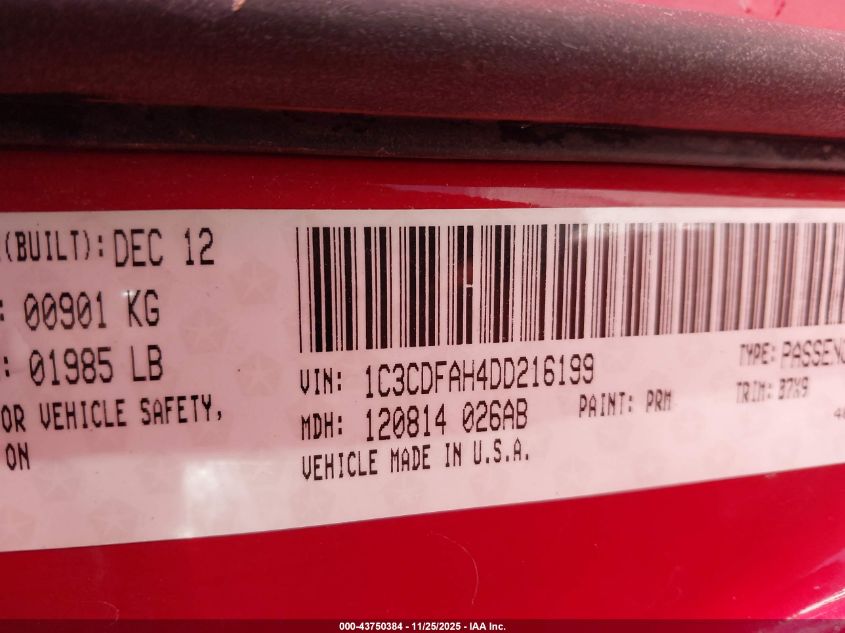 (BUILT): DEC 12
: 00901 KG
: 01985 LB
OR VEHICLE SAFETY,
ON
VIN: 1C3CDFAH4DD216199
MDH: 120814 026AB
VEHICLE MADE IN U.S.A.
PAINT: PRM
TYPE: PASSENG
TRIM: B7X9
000-43750384 - 11/25/2025 - IAA Inc.